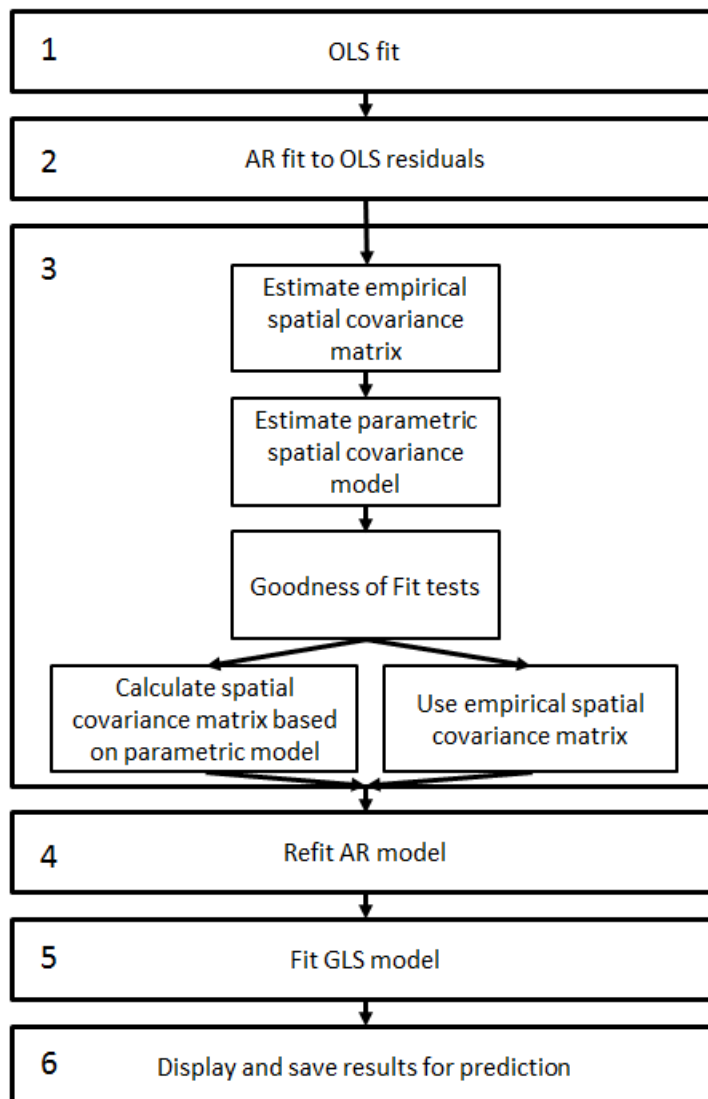 1
OLS fit
2
AR fit to OLS residuals
3
Estimate empirical
spatial covariance
matrix
Estimate parametric
spatial covariance
model
Goodness of Fit tests
Calculate spatial
covariance matrix based
on parametric model
Use empirical spatial
covariance matrix
4
Refit AR model
5
Fit GLS model
6
Display and save results for prediction